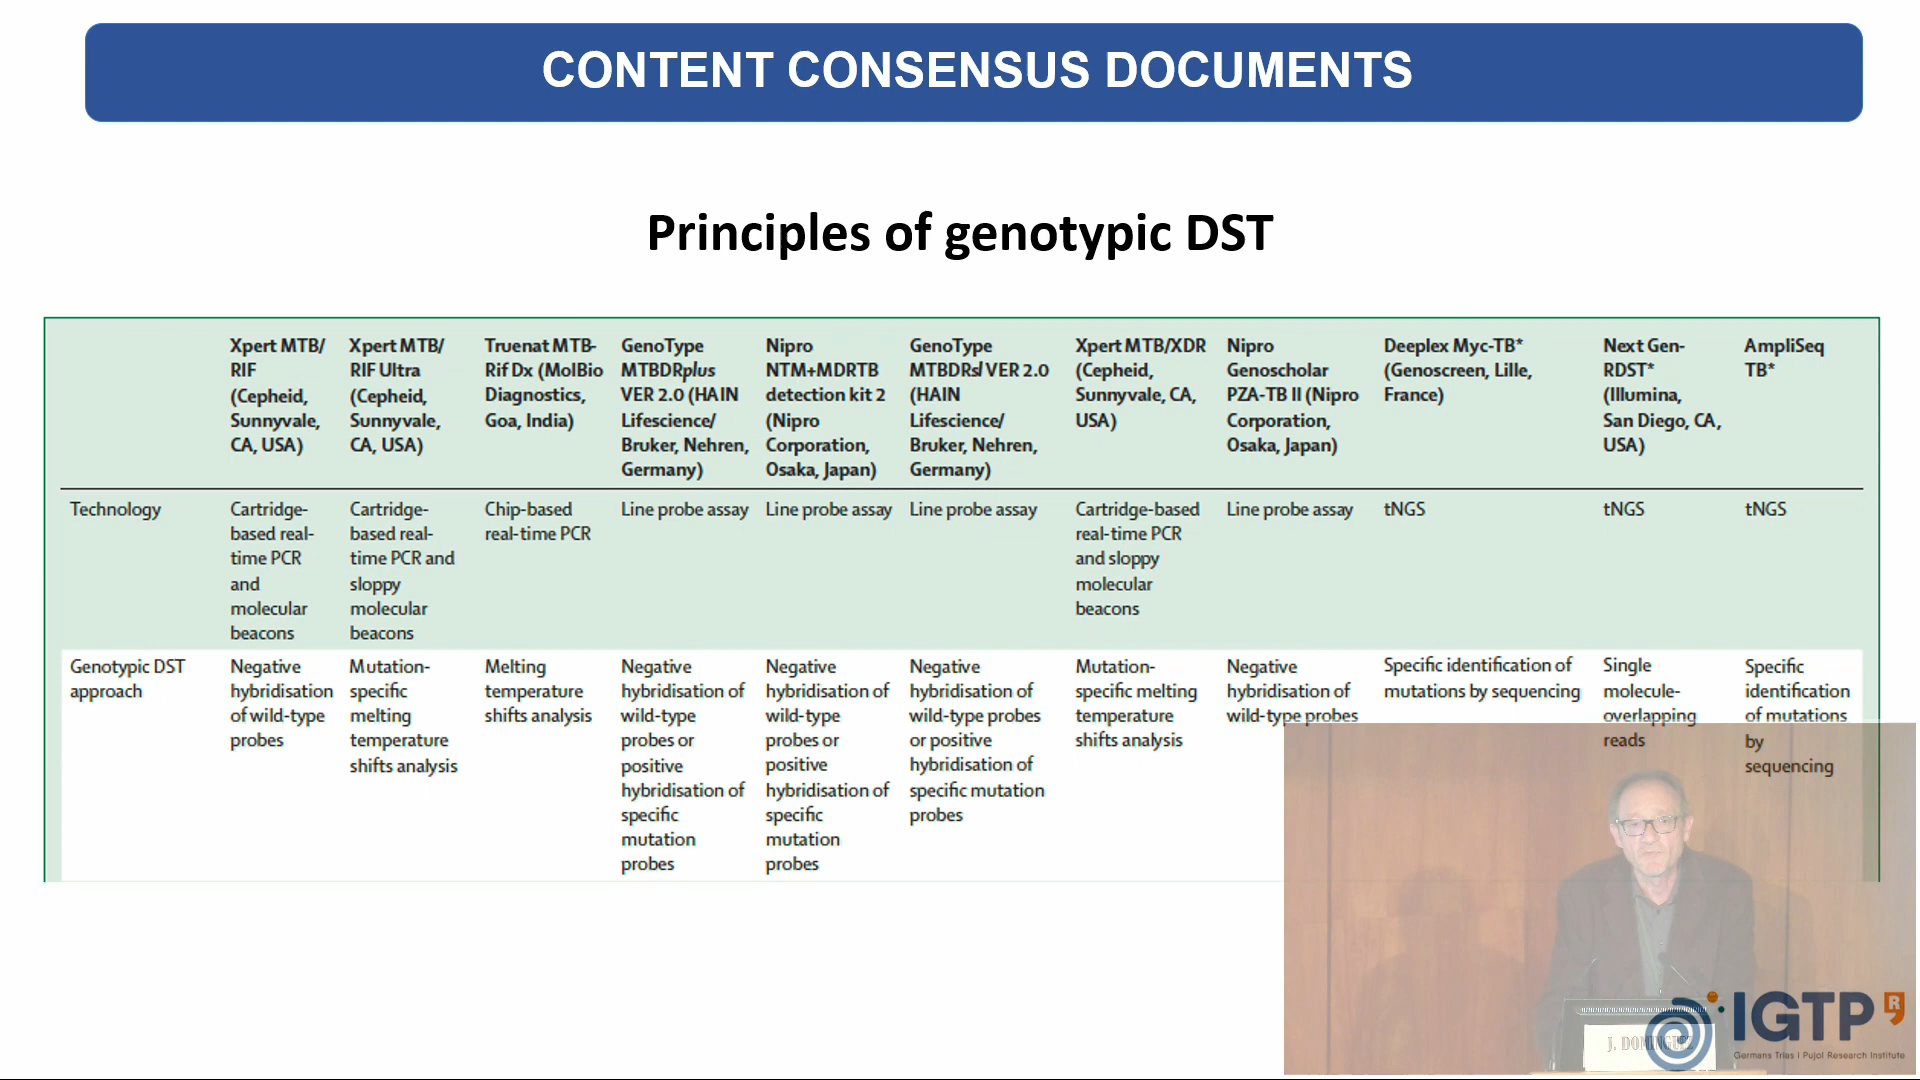 CONTENT CONSENSUS DOCUMENTS
Principles of genotypic DST
Xpert MTB/
RIF
(Cepheid,
Sunnyvale,
CA, USA)
Xpert MTB/
RIF Ultra
(Cepheid,
Sunnyvale,
CA, USA)
Truenat MTB-
Rif Dx (MolBio
Diagnostics,
Goa, India)
GenoType
MTBDRplus
VER 2.0 (HAIN
Lifescience/
Bruker, Nehren,
Germany)
Nipro
NTM+MDRTB
detection kit 2
(Nipro
Corporation,
Osaka, Japan)
GenoType
MTBDRsl VER 2.0
(HAIN
Lifescience/
Bruker, Nehren,
Germany)
Xpert MTB/XDR
(Cepheid,
Sunnyvale, CA,
USA)
Nipro
Genoscholar
PZA-TB II (Nipro
Corporation,
Osaka, Japan)
Deeplex Myc-TB*
(Genoscreen, Lille,
France)
Next Gen-
RDST*
(Illumina,
San Diego, CA,
USA)
AmpliSeq
TB*
Technology
Cartridge-
based real-
time PCR
and
molecular
beacons
Cartridge-
based real-
time PCR and
sloppy
molecular
beacons
Chip-based
real-time PCR
Line probe assay
Line probe assay
Line probe assay
Cartridge-based
real-time PCR
and sloppy
molecular
beacons
Line probe assay
tNGS
tNGS
tNGS
Genotypic DST
approach
Negative
hybridisation
of wild-type
probes
Mutation-
specific
melting
temperature
shifts analysis
Melting
temperature
shifts analysis
Negative
hybridisation of
wild-type
probes or
positive
hybridisation of
specific
mutation
probes
Negative
hybridisation of
wild-type
probes or
positive
hybridisation of
specific
mutation
probes
Negative
hybridisation of
wild-type probes
or positive
hybridisation of
specific mutation
probes
Mutation-
specific melting
temperature
shifts analysis
Negative
hybridisation of
wild-type probes
Specific identification of
mutations by sequencing
Single
molecule-
overlapping
reads
Specific
identification
of mutations
by
sequencing
J. DOMINGUEZ
IGTP R
Germans Trias i Pujol Research Institute